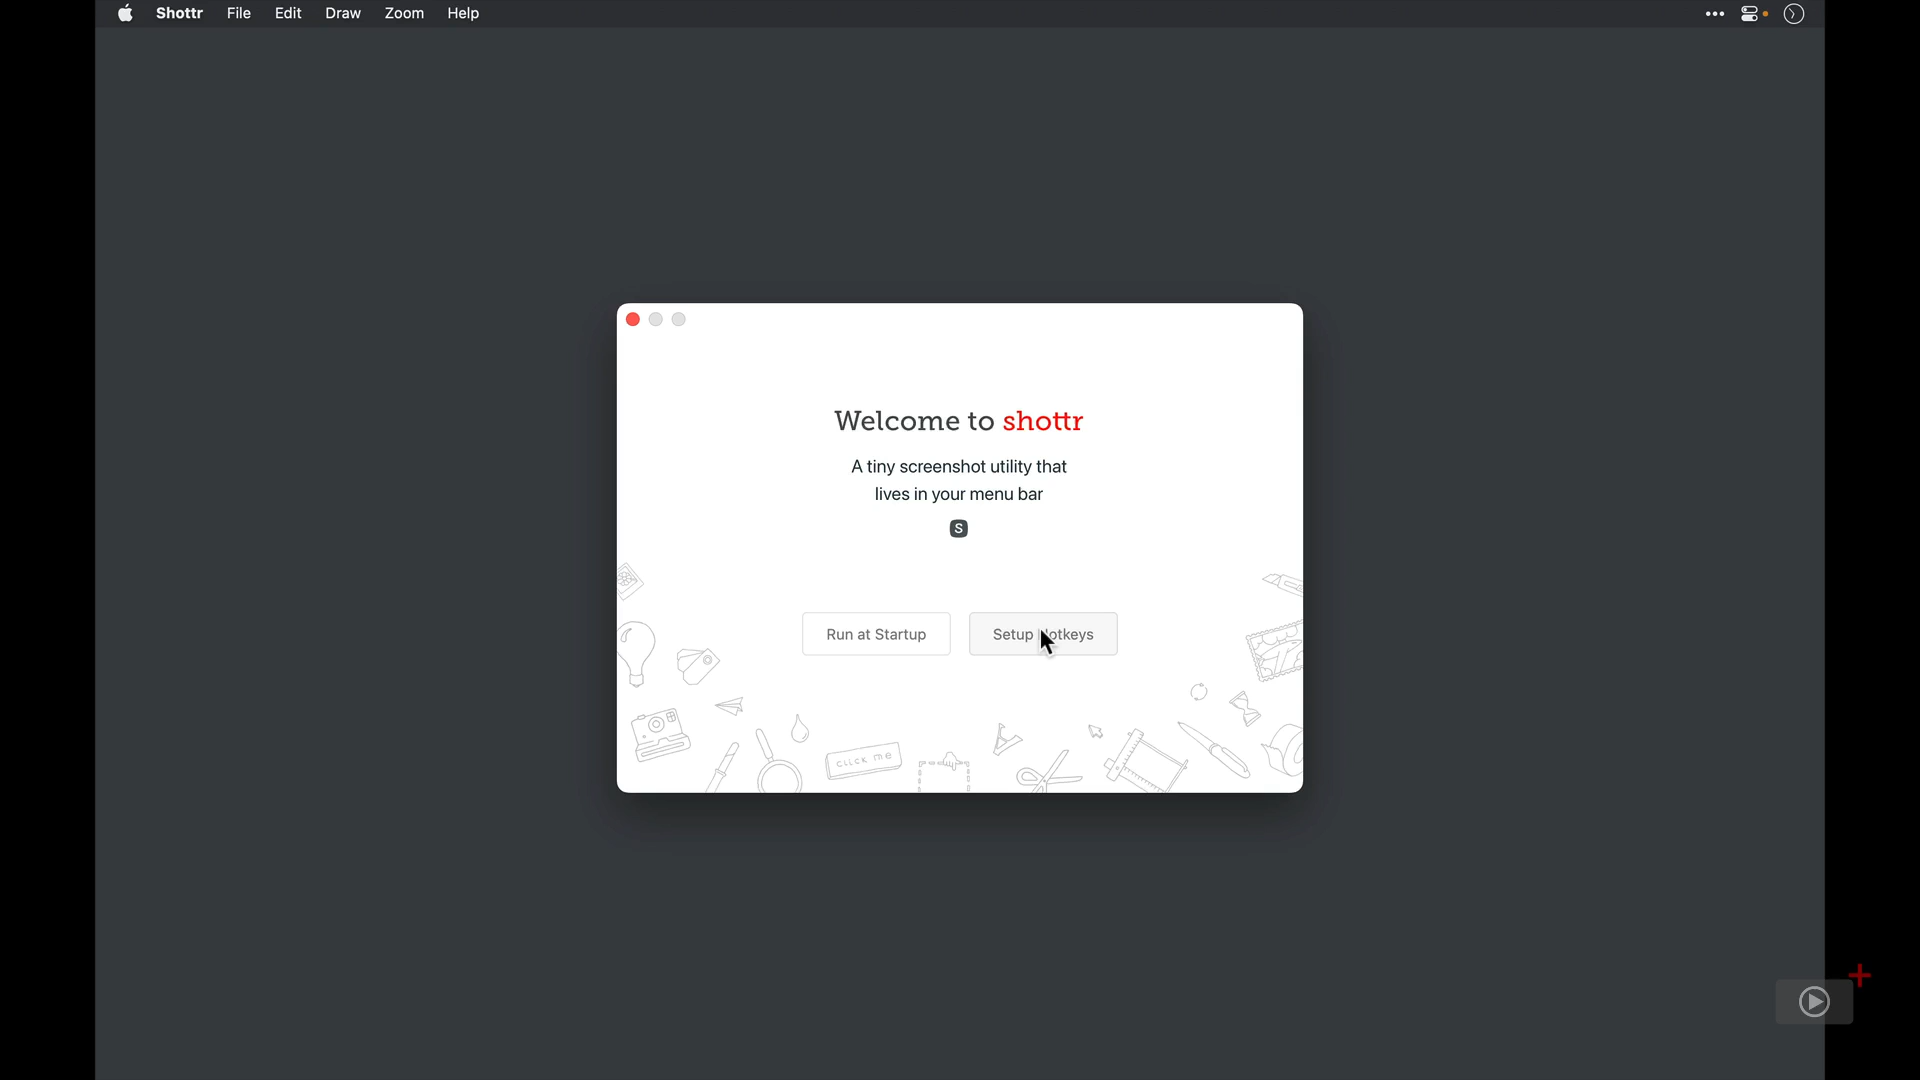 Shottr File Edit Draw Zoom Help
Welcome to shottr
A tiny screenshot utility that
lives in your menu bar
S
Run at Startup
Setup Hotkeys
CLICK ME